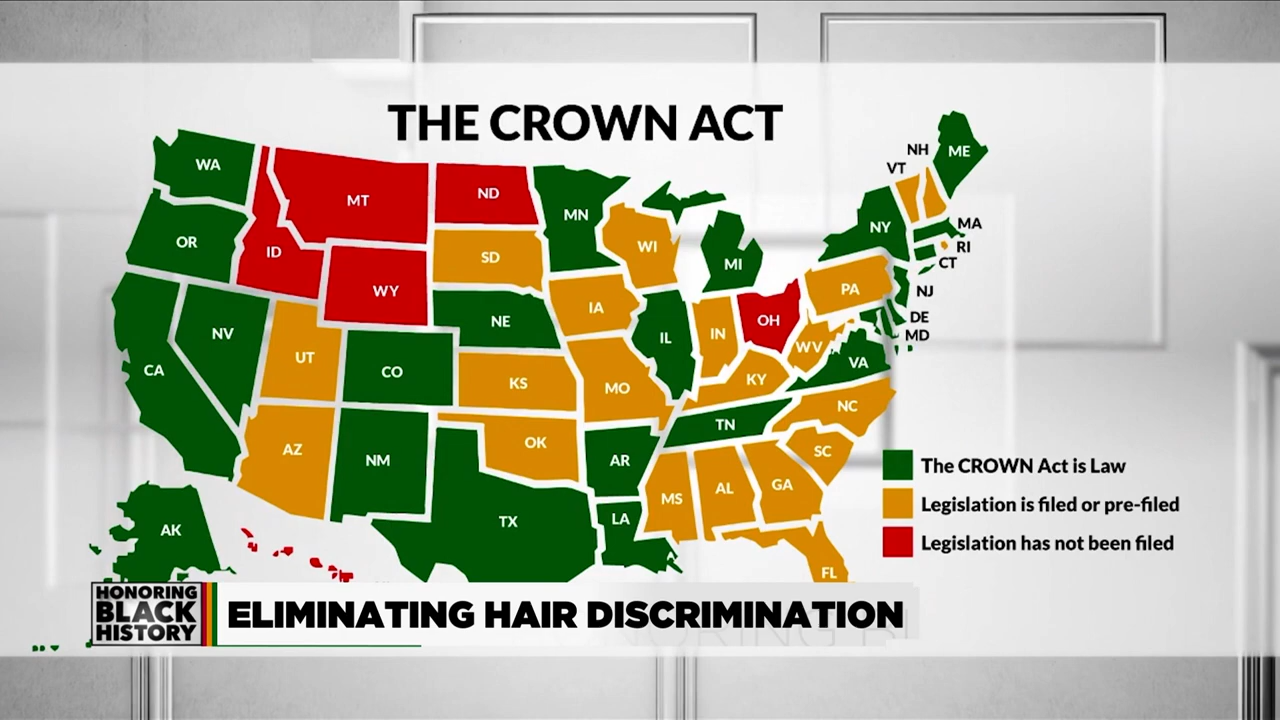 THE CROWN ACT
WA
MT
ND
MN
ME
NH
VT
OR
ID
SD
WI
MI
NY
MA
RI
CT
WY
NE
IA
PA
NJ
DE
MD
NV
UT
CO
KS
MO
IL
IN
OH
WV
VA
KY
CA
AZ
NM
OK
AR
TN
NC
SC
MS
AL
GA
TX
LA
FL
AK
The CROWN Act is Law
Legislation is filed or pre-filed
Legislation has not been filed
HONORING
BLACK
HISTORY
ELIMINATING HAIR DISCRIMINATION